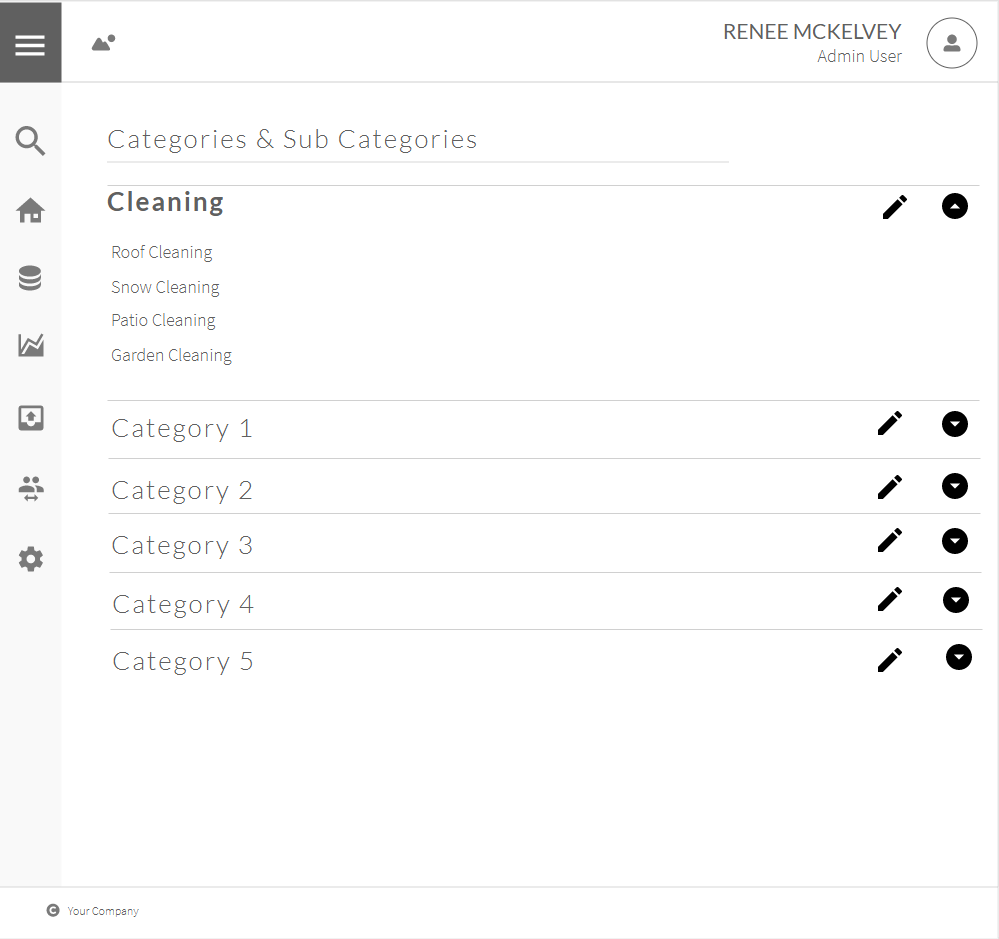 RENEE MCKELVEY
Admin User
Categories & Sub Categories
Cleaning
Roof Cleaning
Snow Cleaning
Patio Cleaning
Garden Cleaning
Category 1
Category 2
Category 3
Category 4
Category 5
© Your Company